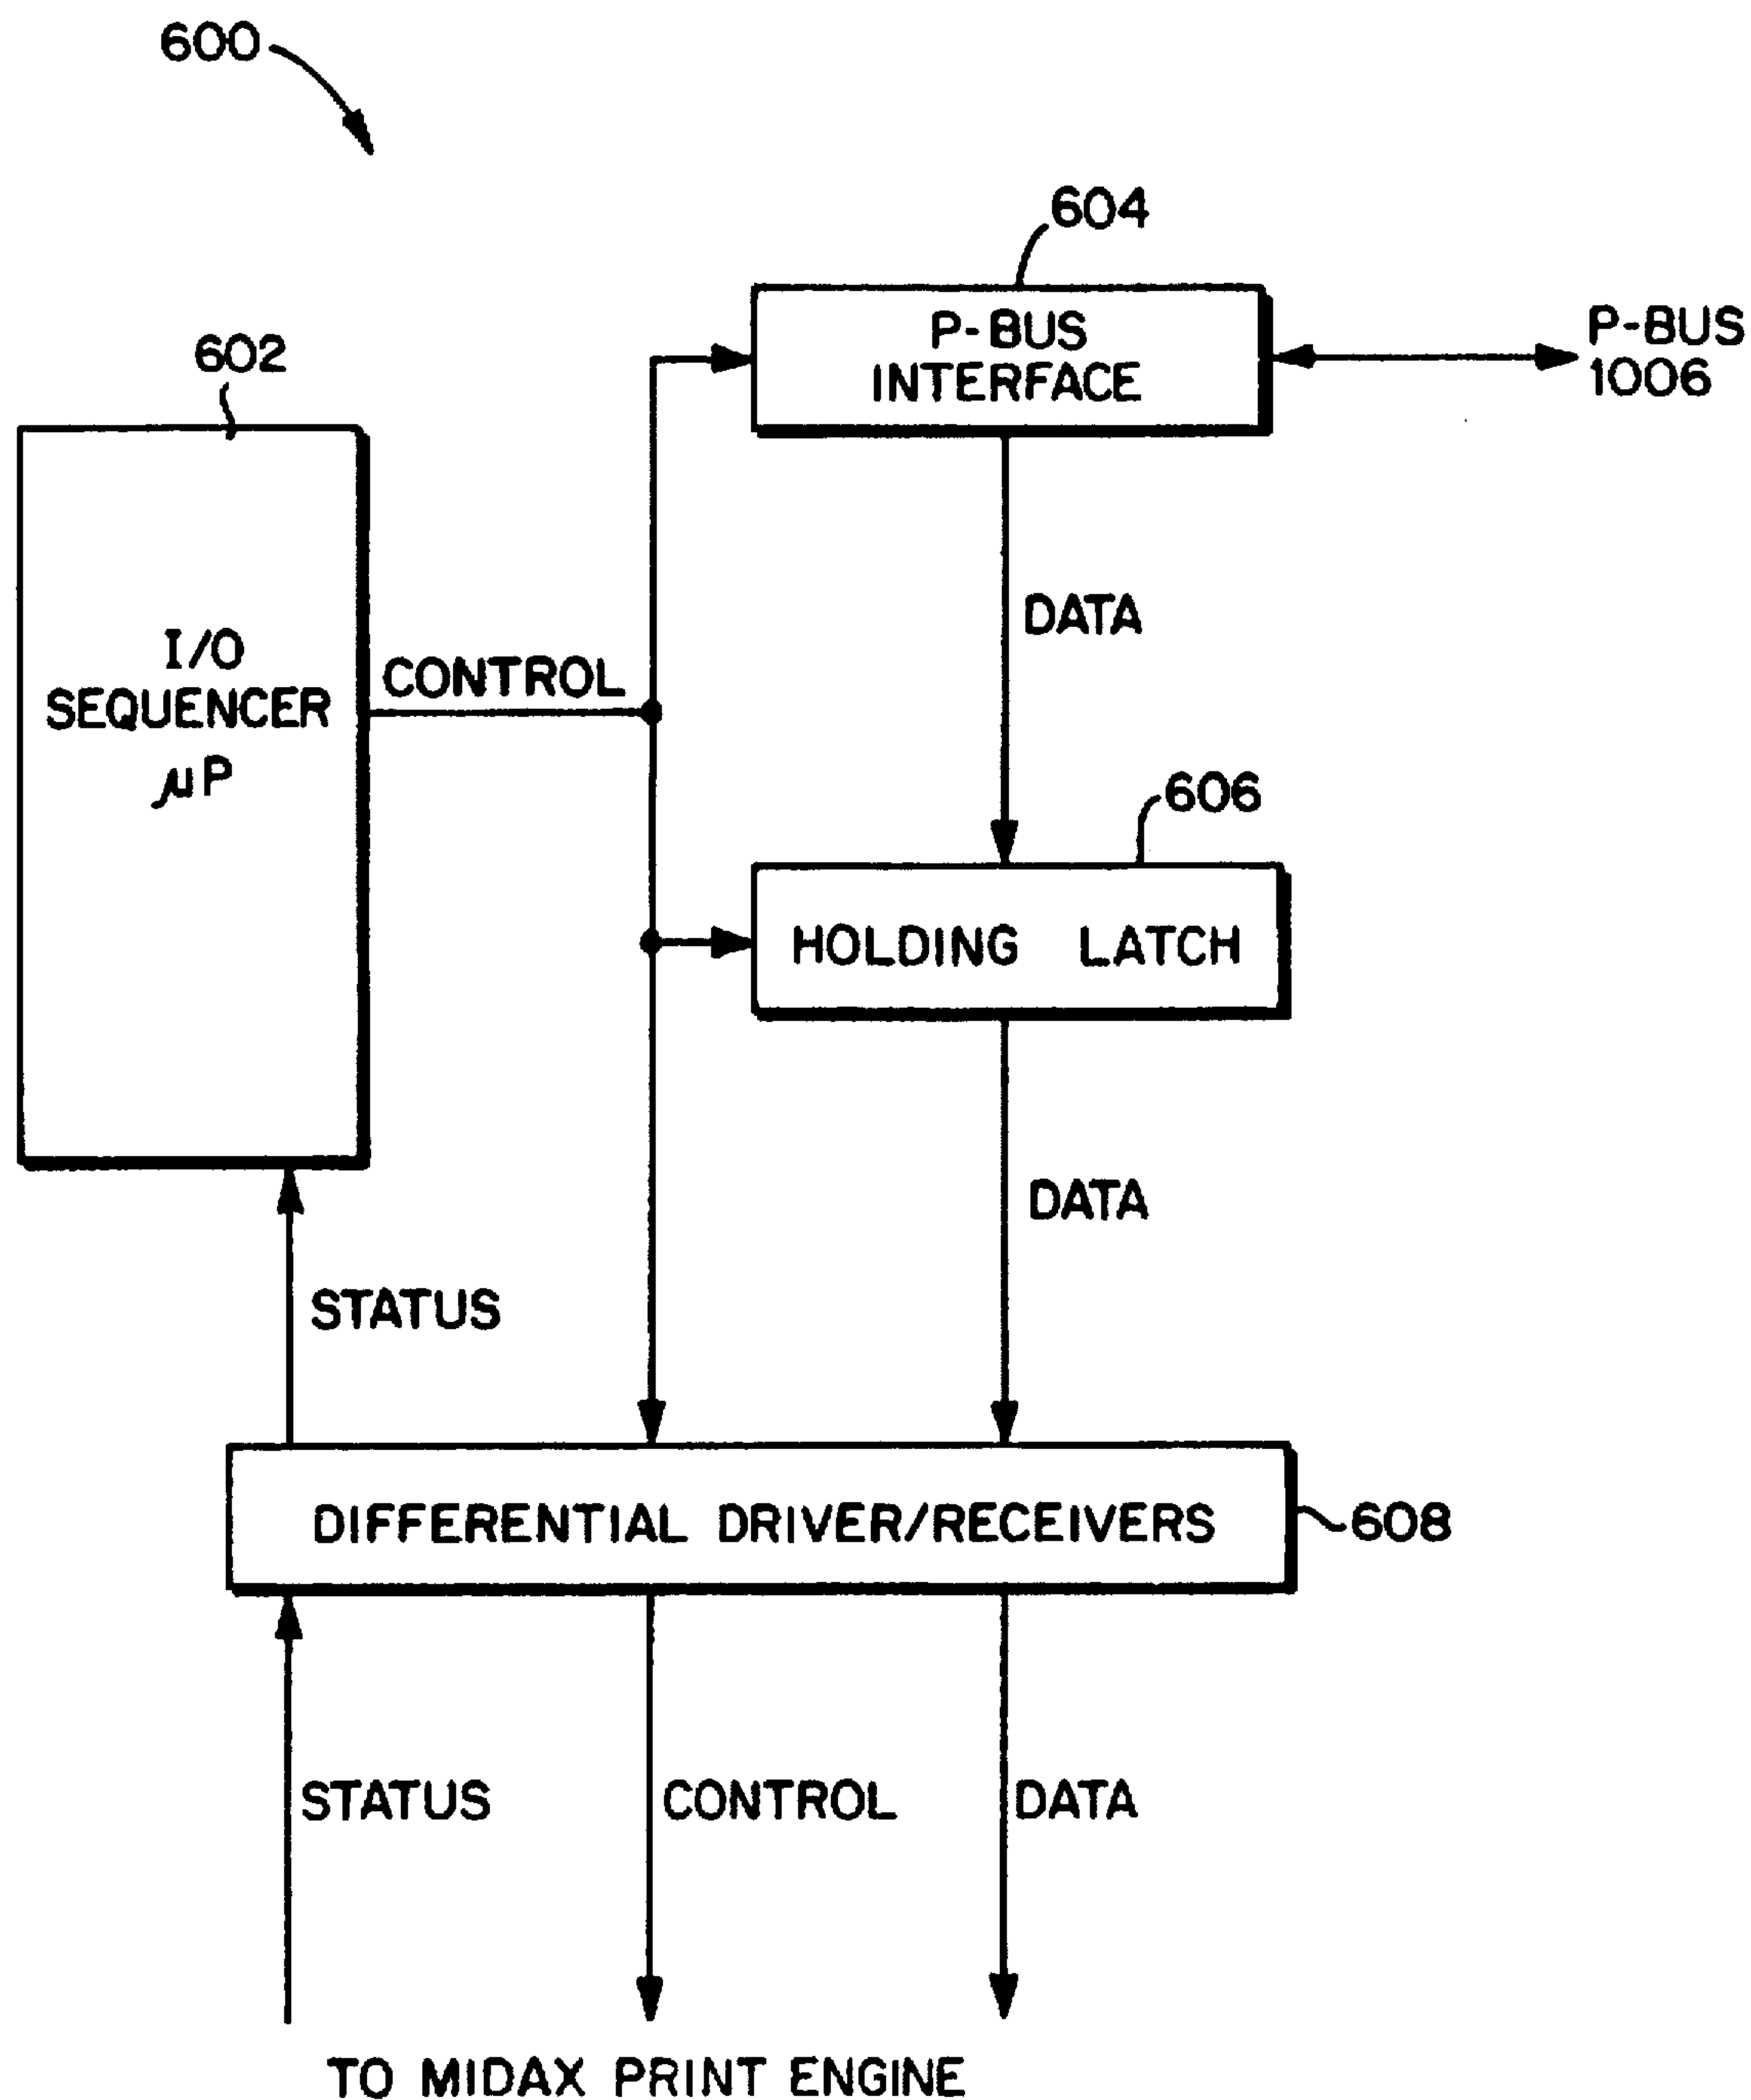 600
604
P-BUS
INTERFACE
P-BUS
1006
602
I/O
SEQUENCER
µP
CONTROL
DATA
606
HOLDING LATCH
DATA
STATUS
DIFFERENTIAL DRIVER/RECEIVERS
608
STATUS
CONTROL
DATA
TO MIDAX PRINT ENGINE